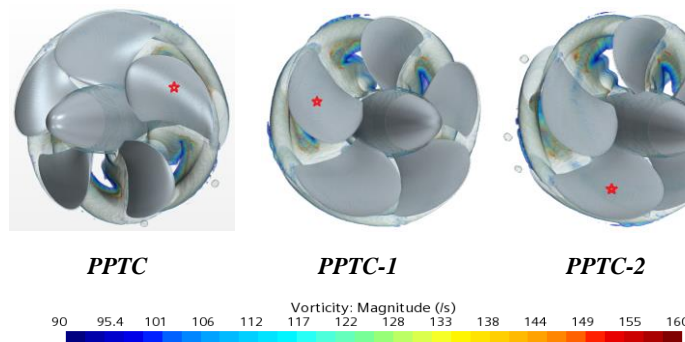 PPTC PPTC-1 PPTC-2
Vorticity: Magnitude (/s)
90 95.4 101 106 112 117 122 128 133 138 144 149 155 160